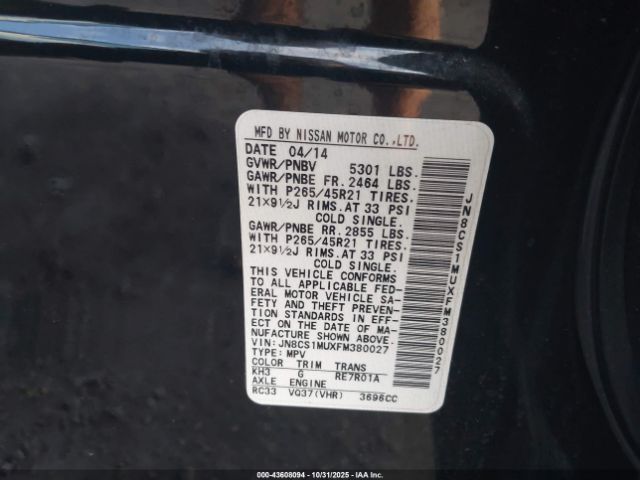 MFD BY NISSAN MOTOR CO.,LTD.
DATE 04/14
GVWR/PNBV 5301 LBS.
GAWR/PNBE FR. 2464 LBS.
WITH P265/45R21 TIRES.
21×9½J RIMS.AT 33 PSI
COLD SINGLE.
GAWR/PNBE RR. 2855 LBS.
WITH P265/45R21 TIRES.
21×9½J RIMS.AT 33 PSI
COLD SINGLE.
THIS VEHICLE CONFORMS
TO ALL APPLICABLE FED-
ERAL MOTOR VEHICLE SA-
FETY AND THEFT PREVEN-
TION STANDARDS IN EFF-
ECT ON THE DATE OF MA-
NUFACTURE SHOWN ABOVE.
VIN: JN8CS1MUXFM380027
TYPE: MPV
COLOR TRIM TRANS
KH3 G RE7R01A
AXLE ENGINE
RC33 VQ37(VHR) 3696CC
JN8CS1MUXFM380027
000-43608094 | 10/31/2025 | IAA, Inc. © Copyright